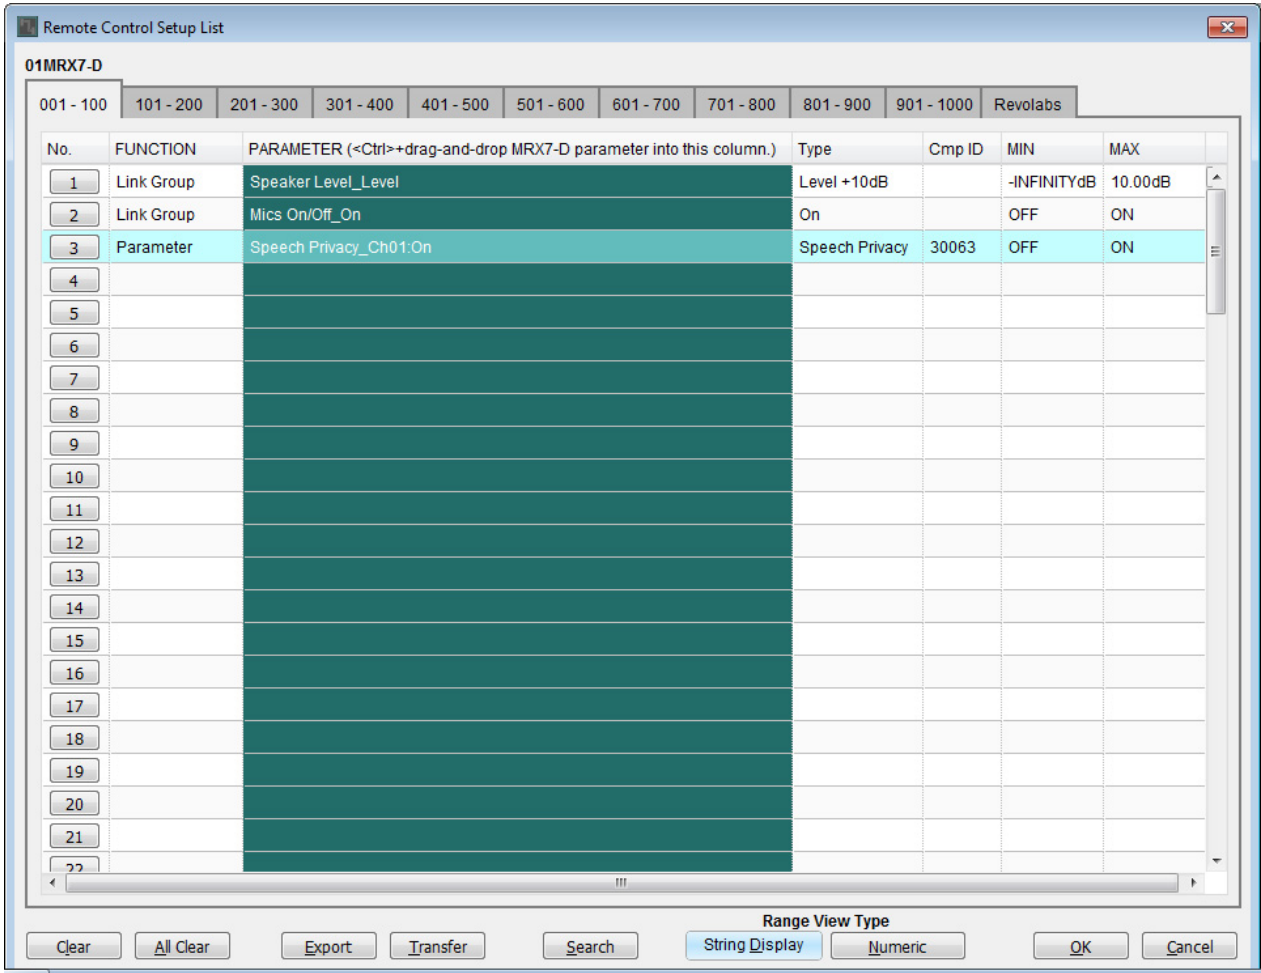 Remote Control Setup List
01MRX7-D
001 - 100 101 - 200 201 - 300 301 - 400 401 - 500 501 - 600 601 - 700 701 - 800 801 - 900 901 - 1000 Revolabs
No. FUNCTION PARAMETER (<Ctrl>+drag-and-drop MRX7-D parameter into this column.) Type Cmp ID MIN MAX
1 Link Group Speaker Level_Level Level +10dB -INFINITYdB 10.00dB
2 Link Group Mics On/Off_On On OFF ON
3 Parameter Speech Privacy_Ch01:On Speech Privacy 30063 OFF ON
4
5
6
7
8
9
10
11
12
13
14
15
16
17
18
19
20
21
22
Range View Type
Clear All Clear Export Transfer Search String Display Numeric OK Cancel